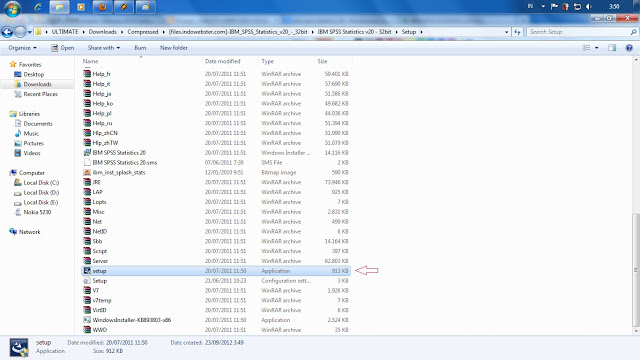 IN
3:50
ULTIMATE ▸ Downloads ▸ Compressed ▸ [files.indowebster.com]-IBM_SPSS_Statistics_v20_-_32bit ▸ IBM SPSS Statistics v20 - 32bit ▸ Setup ▸
Search Setup
Organize Open Share with Burn New folder
Favorites
Desktop
Downloads
Recent Places
Libraries
Documents
Music
Pictures
Videos
Computer
Local Disk (C:)
Local Disk (D:)
Local Disk (E:)
Nokia 5230
Network
Name Date modified Type Size
Help_fr 20/07/2011 11:51 WinRAR archive 59.401 KB
Help_it 20/07/2011 11:51 WinRAR archive 57.690 KB
Help_ja 20/07/2011 11:51 WinRAR archive 51.586 KB
Help_ko 20/07/2011 11:51 WinRAR archive 49.682 KB
Help_pl 20/07/2011 11:51 WinRAR archive 44.036 KB
Help_ru 20/07/2011 11:51 WinRAR archive 51.394 KB
Hlp_zhCN 20/07/2011 11:51 WinRAR archive 51.990 KB
Hlp_zhTW 20/07/2011 11:51 WinRAR archive 51.079 KB
IBM SPSS Statistics 20 20/07/2011 11:51 Windows Installer ... 14.116 KB
IBM SPSS Statistics 20.sms 07/06/2011 7:39 SMS File 2 KB
ibm_inst_splash_stats 12/01/2010 9:51 Bitmap image 590 KB
JRE 20/07/2011 11:51 WinRAR archive 73.946 KB
LAP 20/07/2011 11:51 WinRAR archive 925 KB
Lopts 20/07/2011 11:51 WinRAR archive 7 KB
Misc 20/07/2011 11:51 WinRAR archive 2.831 KB
Net 20/07/2011 11:51 WinRAR archive 499 KB
NetID 20/07/2011 11:51 WinRAR archive 6 KB
Sbb 20/07/2011 11:51 WinRAR archive 14.164 KB
Script 20/07/2011 11:51 WinRAR archive 397 KB
Server 20/07/2011 11:51 WinRAR archive 62.803 KB
setup 20/07/2011 11:50 Application 913 KB
Setup 21/06/2011 10:23 Configuration sett... 3 KB
V7 20/07/2011 11:51 WinRAR archive 1.926 KB
v7temp 20/07/2011 11:51 WinRAR archive 7 KB
VirtID 20/07/2011 11:51 WinRAR archive 6 KB
WindowsInstaller-KB893803-x86 20/07/2011 11:50 Application 2.524 KB
WWD 20/07/2011 11:51 WinRAR archive 35 KB
setup Date modified: 20/07/2011 11:50 Date created: 23/09/2012 3:49
Application Size: 912 KB